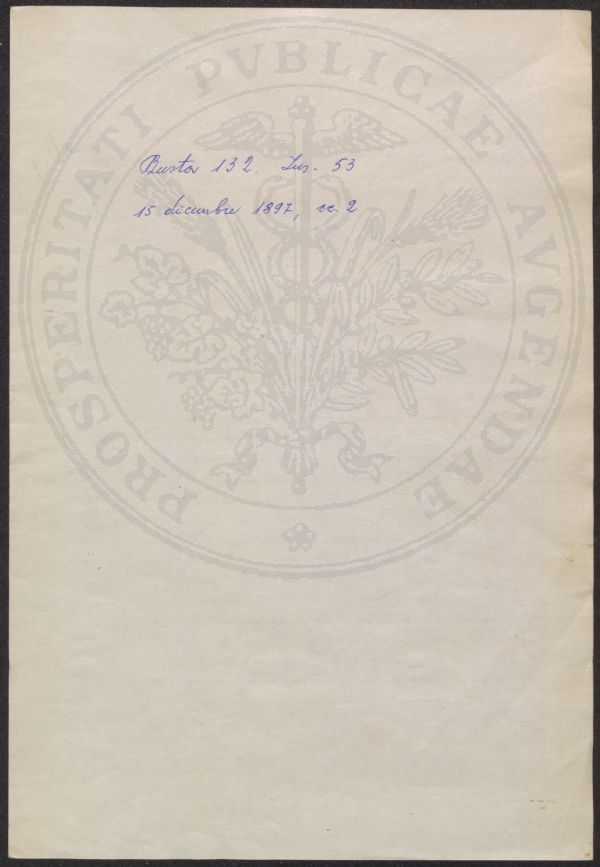 Busta 132. Ins. 53
15 dicembre 1897, cc. 2
PROSPERITATI PVBLICAE AVGENDAE